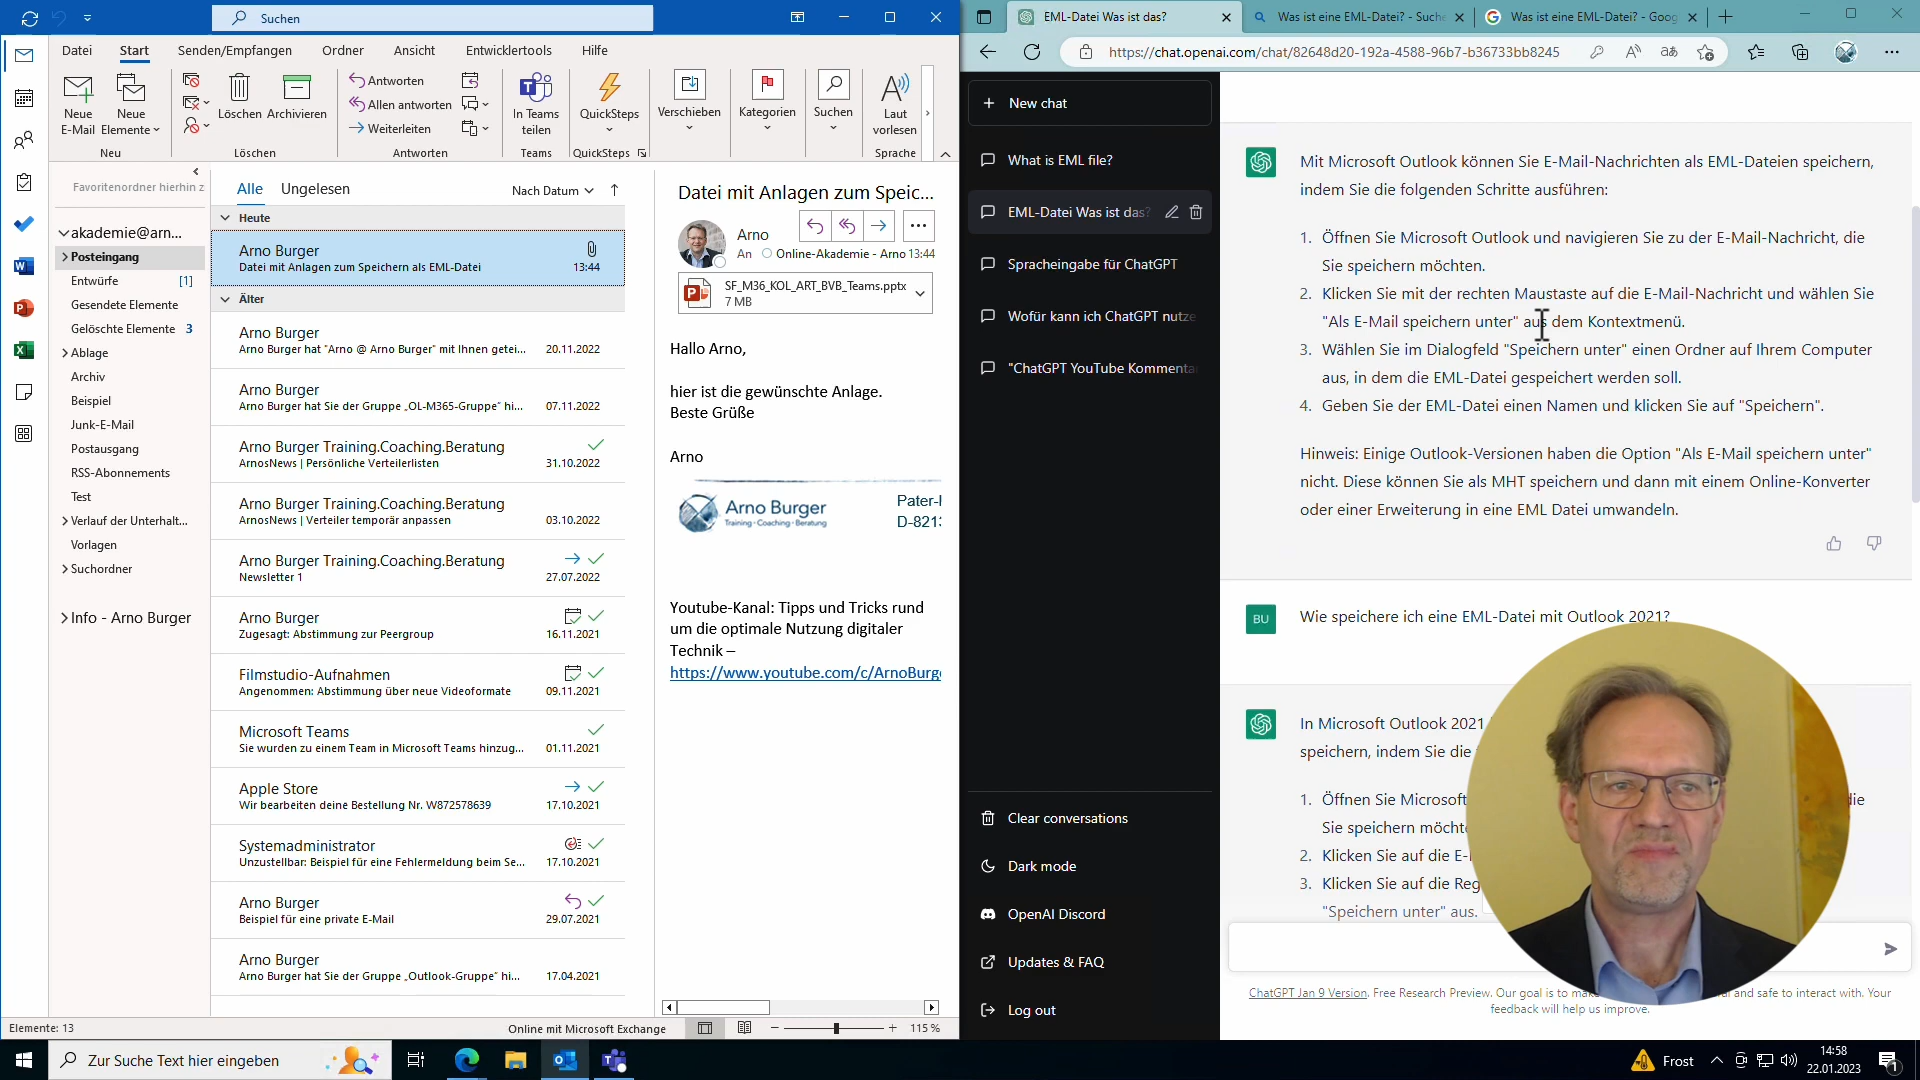 Suchen
Datei Start Senden/Empfangen Ordner Ansicht Entwicklertools Hilfe
Neue E-Mail
Neue Elemente
Löschen
Archivieren
Antworten
Allen antworten
Weiterleiten
In Teams teilen
QuickSteps
Verschieben
Kategorien
Suchen
Laut vorlesen
Neu
Löschen
Antworten
Teams
QuickSteps
Sprache
Favoritenordner hierhin z
akademie@arn...
Posteingang
Entwürfe [1]
Gesendete Elemente
Gelöschte Elemente 3
Ablage
Archiv
Beispiel
Junk-E-Mail
Postausgang
RSS-Abonnements
Test
Verlauf der Unterhalt...
Vorlagen
Suchordner
Info - Arno Burger
Alle Ungelesen Nach Datum
Heute
Arno Burger
Datei mit Anlagen zum Speichern als EML-Datei 13:44
Älter
Arno Burger
Arno Burger hat "Arno @ Arno Burger" mit Ihnen getei... 20.11.2022
Arno Burger
Arno Burger hat Sie der Gruppe „OL-M365-Gruppe“ hi... 07.11.2022
Arno Burger Training.Coaching.Beratung
ArnosNews | Persönliche Verteilerlisten 31.10.2022
Arno Burger Training.Coaching.Beratung
ArnosNews | Verteiler temporär anpassen 03.10.2022
Arno Burger Training.Coaching.Beratung
Newsletter 1 27.07.2022
Arno Burger
Zugesagt: Abstimmung zur Peergroup 16.11.2021
Filmstudio-Aufnahmen
Angenommen: Abstimmung über neue Videoformate 09.11.2021
Microsoft Teams
Sie wurden zu einem Team in Microsoft Teams hinzug... 01.11.2021
Apple Store
Wir bearbeiten deine Bestellung Nr. W872578639 17.10.2021
Systemadministrator
Unzustellbar: Beispiel für eine Fehlermeldung beim Se... 17.10.2021
Arno Burger
Beispiel für eine private E-Mail 29.07.2021
Arno Burger
Arno Burger hat Sie der Gruppe „Outlook-Gruppe“ hi... 17.04.2021
Datei mit Anlagen zum Speic...
Arno
An Online-Akademie - Arno 13:44
SF_M36_KOL_ART_BVB_Teams.pptx
7 MB
Hallo Arno,
hier ist die gewünschte Anlage.
Beste Grüße
Arno
Arno Burger
Training · Coaching · Beratung
Pater-
D-8213
Youtube-Kanal: Tipps und Tricks rund
um die optimale Nutzung digitaler
Technik –
https://www.youtube.com/c/ArnoBurge
Elemente: 13 Online mit Microsoft Exchange 115 %
EML-Datei Was ist das?
Was ist eine EML-Datei? - Suche
Was ist eine EML-Datei? - Goog
https://chat.openai.com/chat/82648d20-192a-4588-96b7-b36733bb8245
New chat
What is EML file?
EML-Datei Was ist das?
Spracheingabe für ChatGPT
Wofür kann ich ChatGPT nutze
"ChatGPT YouTube Kommenta
Clear conversations
Dark mode
OpenAI Discord
Updates & FAQ
Log out
Mit Microsoft Outlook können Sie E-Mail-Nachrichten als EML-Dateien speichern,
indem Sie die folgenden Schritte ausführen:
1. Öffnen Sie Microsoft Outlook und navigieren Sie zu der E-Mail-Nachricht, die
Sie speichern möchten.
2. Klicken Sie mit der rechten Maustaste auf die E-Mail-Nachricht und wählen Sie
"Als E-Mail speichern unter" aus dem Kontextmenü.
3. Wählen Sie im Dialogfeld "Speichern unter" einen Ordner auf Ihrem Computer
aus, in dem die EML-Datei gespeichert werden soll.
4. Geben Sie der EML-Datei einen Namen und klicken Sie auf "Speichern".
Hinweis: Einige Outlook-Versionen haben die Option "Als E-Mail speichern unter"
nicht. Diese können Sie als MHT speichern und dann mit einem Online-Konverter
oder einer Erweiterung in eine EML Datei umwandeln.
BU
Wie speichere ich eine EML-Datei mit Outlook 2021?
In Microsoft Outlook 2021
speichern, indem Sie die
1. Öffnen Sie Microsoft die
Sie speichern möchte
2. Klicken Sie auf die E-
3. Klicken Sie auf die Reg
"Speichern unter" aus.
ChatGPT Jan 9 Version. Free Research Preview. Our goal is to make and safe to interact with. Your
feedback will help us improve.
Zur Suche Text hier eingeben
Frost
14:58
22.01.2023
1